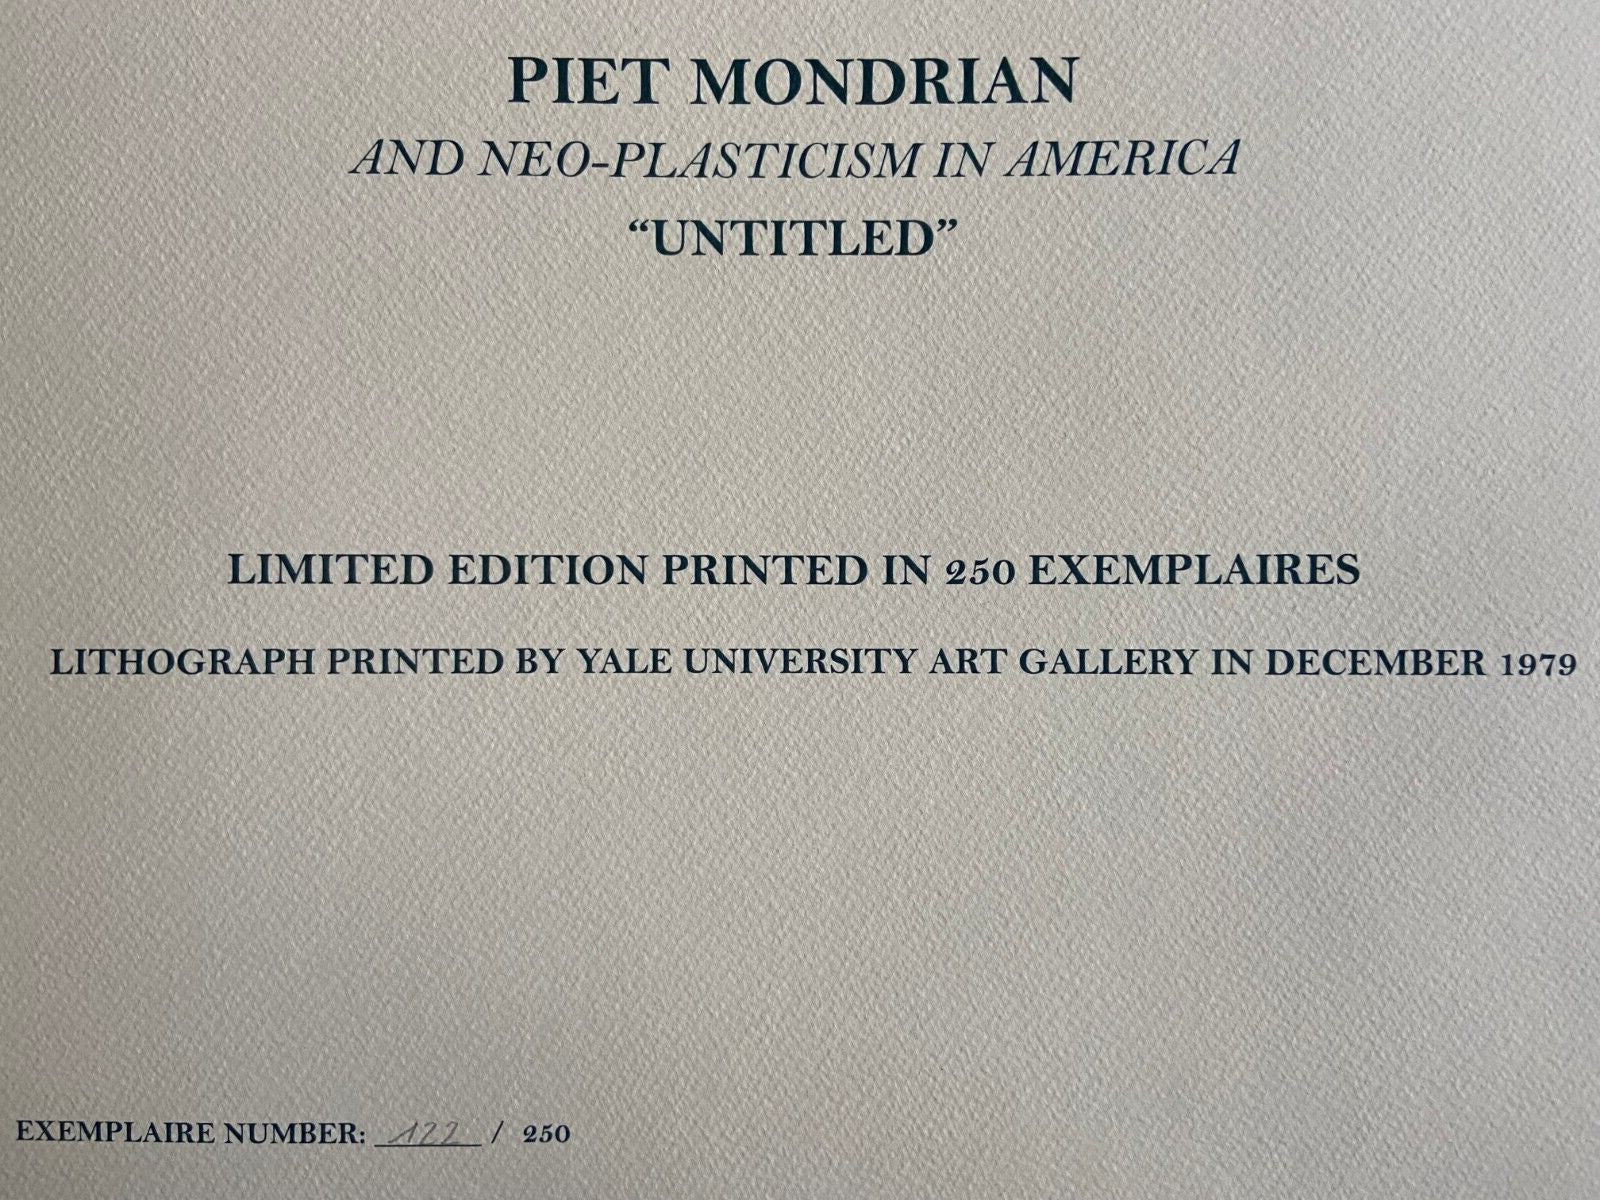 PIET MONDRIAN
AND NEO-PLASTICISM IN AMERICA
“UNTITLED”
LIMITED EDITION PRINTED IN 250 EXEMPLAIRES
LITHOGRAPH PRINTED BY YALE UNIVERSITY ART GALLERY IN DECEMBER 1979
EXEMPLAIRE NUMBER: 122 / 250